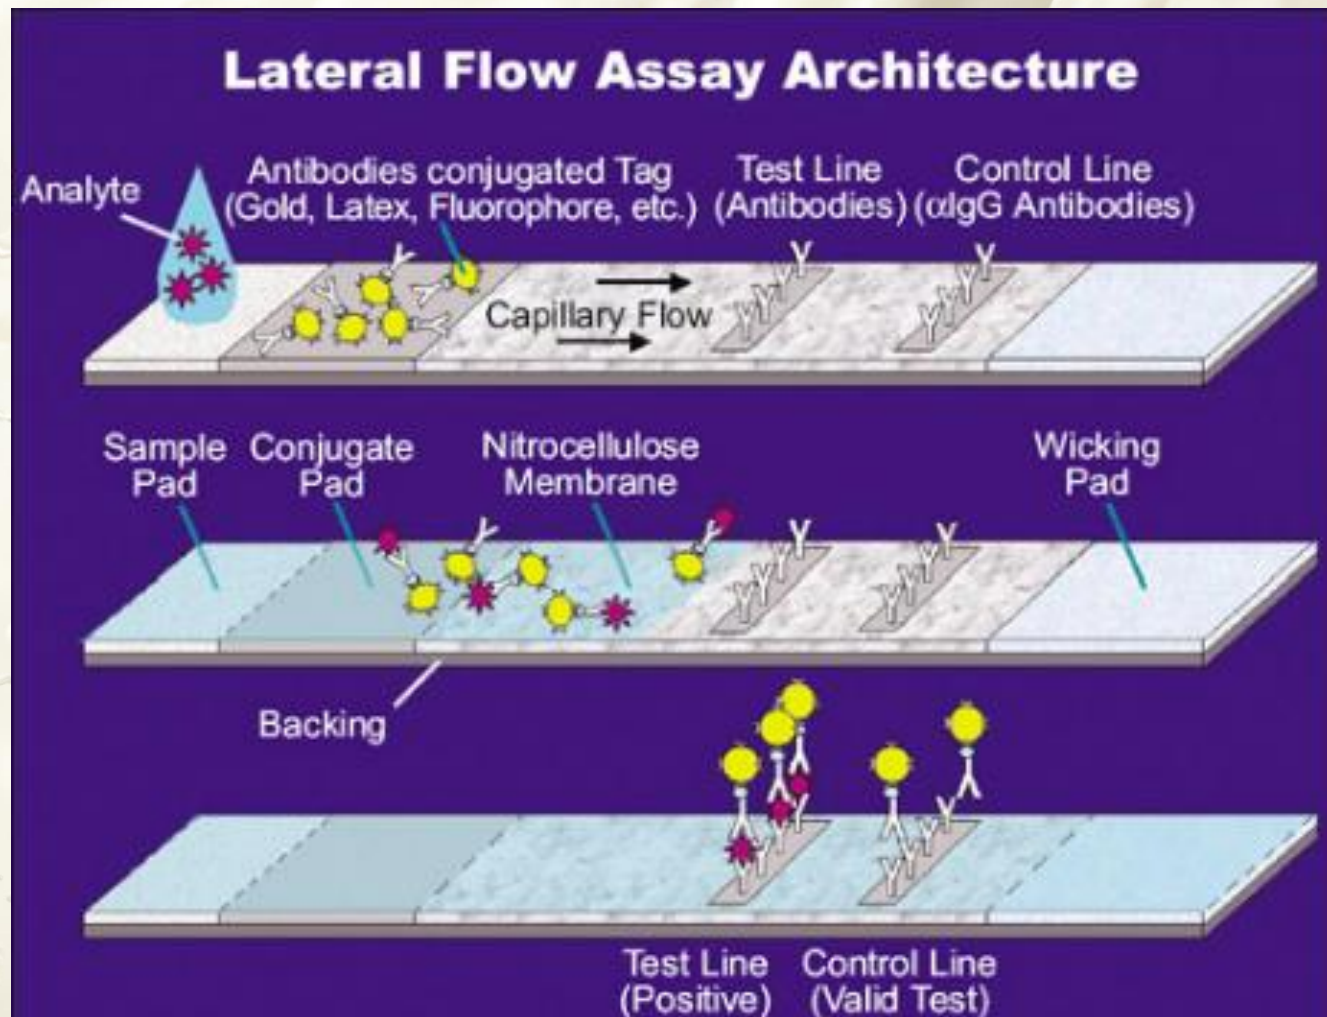 Lateral Flow Assay Architecture
Analyte
Antibodies conjugated Tag
(Gold, Latex, Fluorophore, etc.)
Test Line
(Antibodies)
Control Line
(αIgG Antibodies)
Capillary Flow
Sample
Pad
Conjugate
Pad
Nitrocellulose
Membrane
Wicking
Pad
Backing
Test Line
(Positive)
Control Line
(Valid Test)